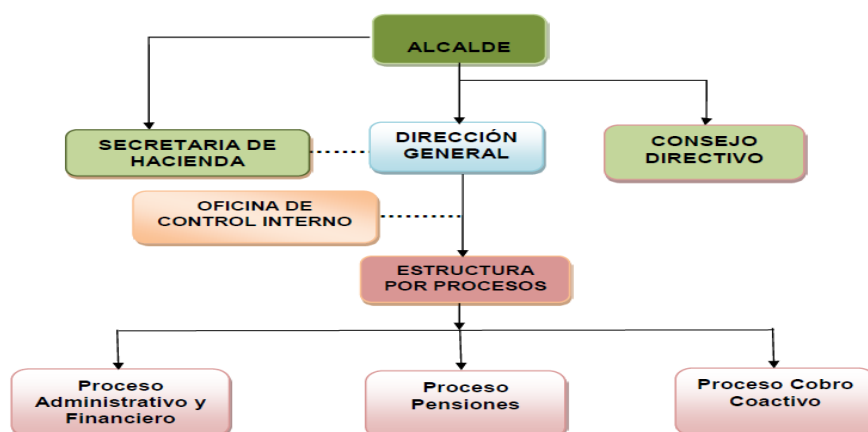 ALCALDE
SECRETARIA DE
HACIENDA
DIRECCIÓN
GENERAL
CONSEJO
DIRECTIVO
OFICINA DE
CONTROL INTERNO
ESTRUCTURA
POR PROCESOS
Proceso
Administrativo y
Financiero
Proceso
Pensiones
Proceso Cobro
Coactivo